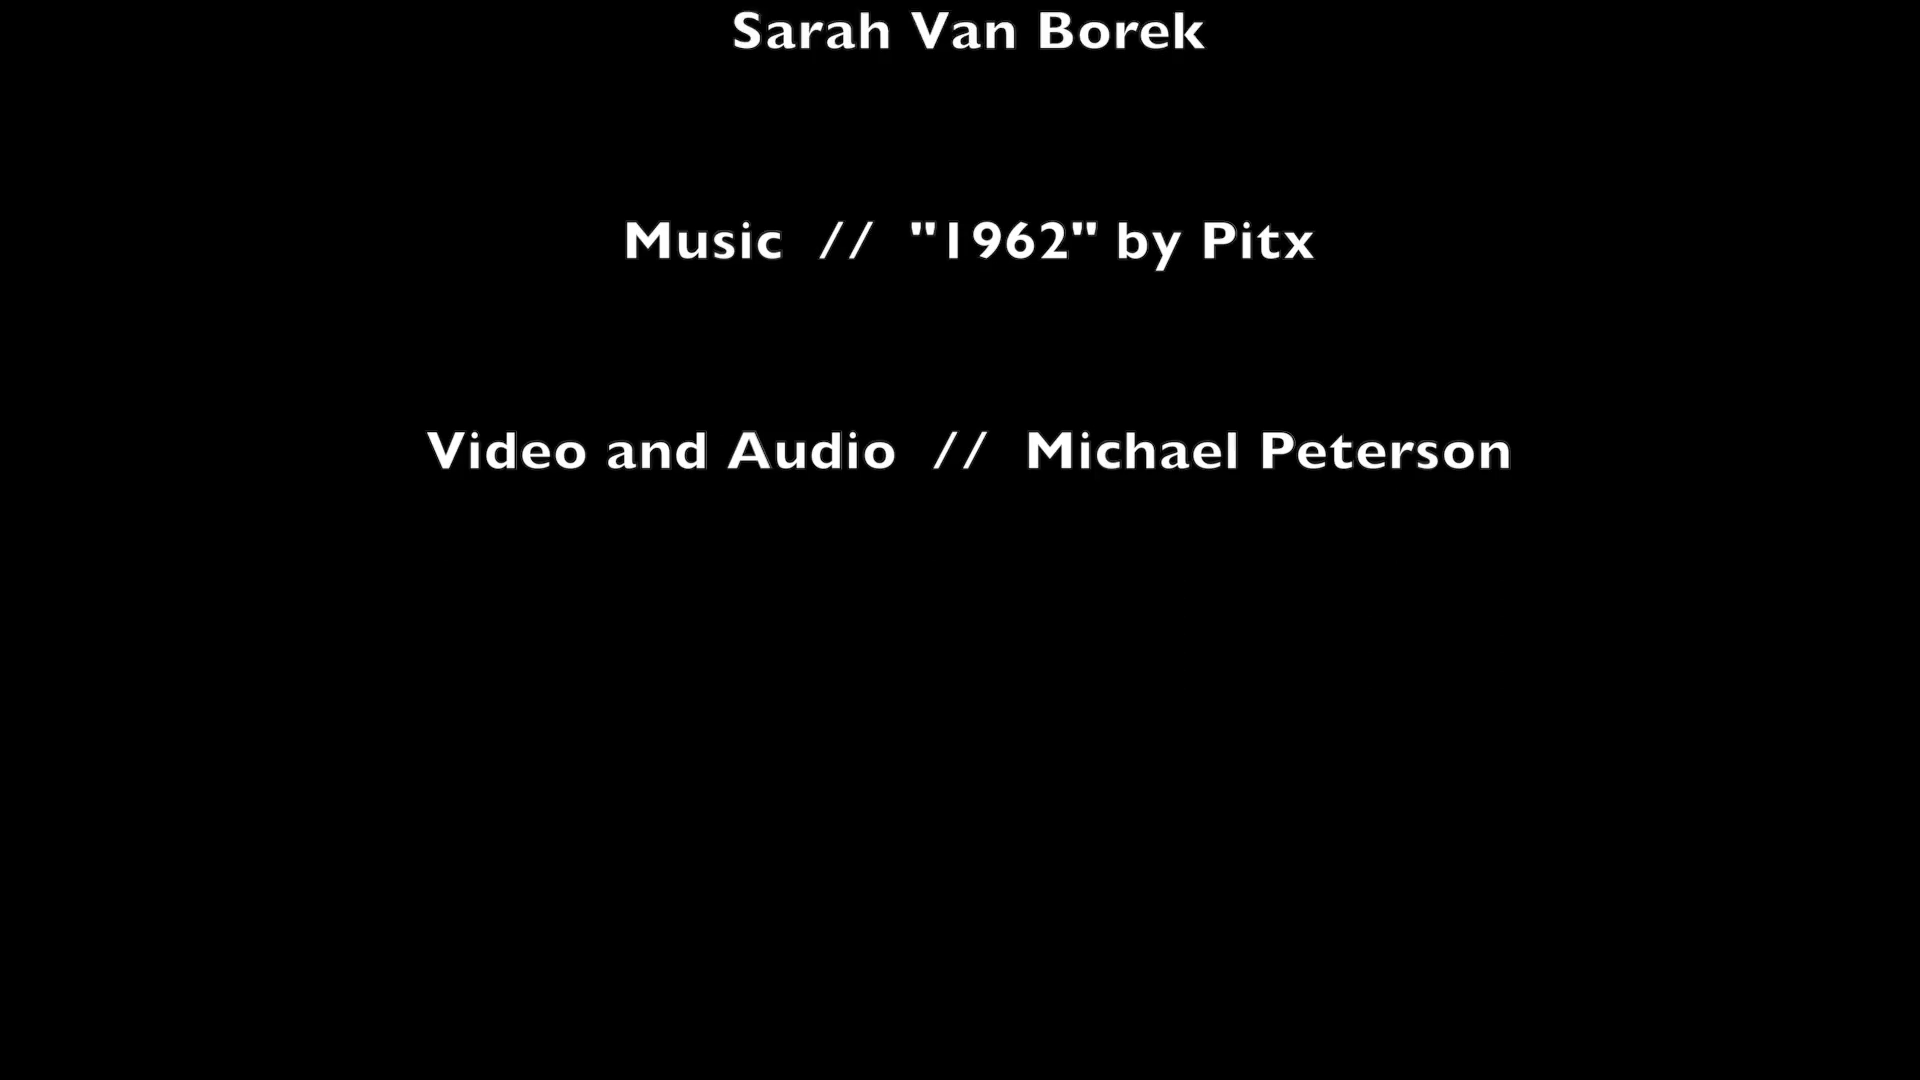 Sarah Van Borek
Music // "1962" by Pitx
Video and Audio // Michael Peterson